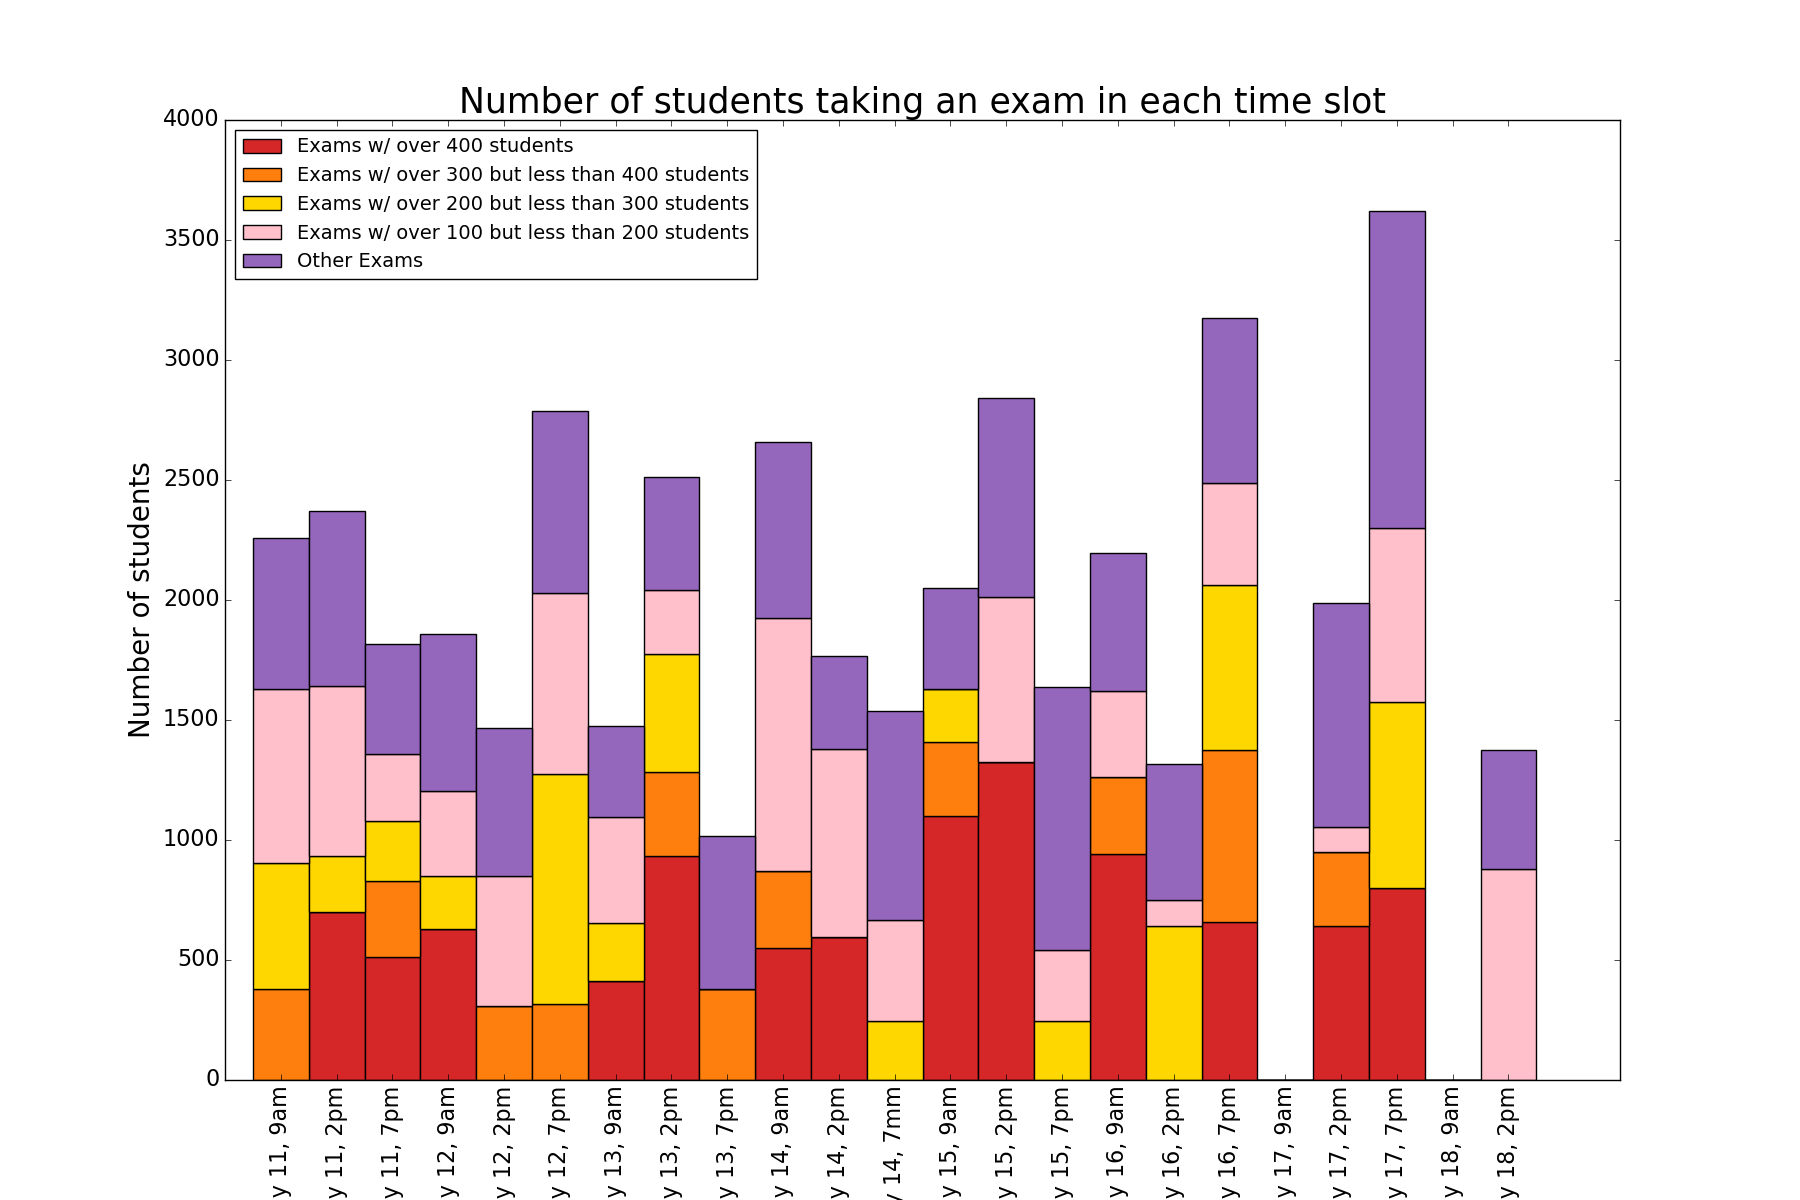 Number of students taking an exam in each time slot
4000
3500
3000
2500
2000
1500
1000
500
0
Number of students
Exams w/ over 400 students
Exams w/ over 300 but less than 400 students
Exams w/ over 200 but less than 300 students
Exams w/ over 100 but less than 200 students
Other Exams
y 11, 9am
y 11, 2pm
y 11, 7pm
y 12, 9am
y 12, 2pm
y 12, 7pm
y 13, 9am
y 13, 2pm
y 13, 7pm
y 14, 9am
y 14, 2pm
y 14, 7mm
y 15, 9am
y 15, 2pm
y 15, 7pm
y 16, 9am
y 16, 2pm
y 16, 7pm
y 17, 9am
y 17, 2pm
y 17, 7pm
y 18, 9am
y 18, 2pm